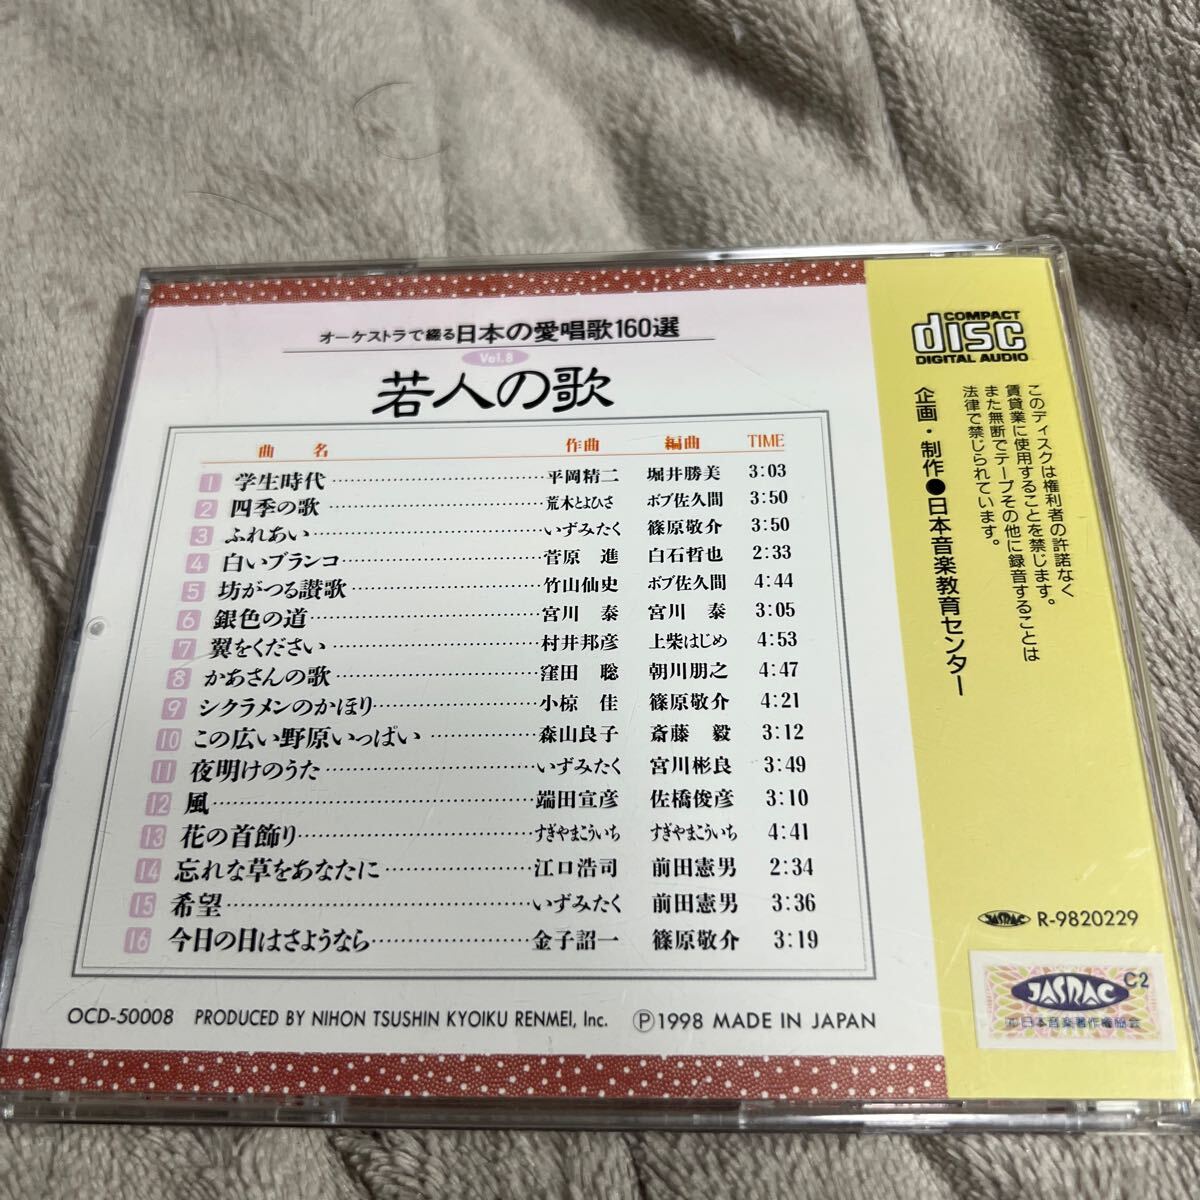 オーケストラで綴る日本の愛唱歌160選
Vol.8
若人の歌
曲 名 作曲 編曲 TIME
1 学生時代 平岡精二 堀井勝美 3:03
2 四季の歌 荒木とよひさ ボブ佐久間 3:50
3 ふれあい いずみたく 篠原敬介 3:50
4 白いブランコ 菅原 進 白石哲也 2:33
5 坊がつる讃歌 竹山仙史 ボブ佐久間 4:44
6 銀色の道 宮川 泰 宮川 泰 3:05
7 翼をください 村井邦彦 上柴はじめ 4:53
8 かあさんの歌 窪田 聡 朝川朋之 4:47
9 シクラメンのかほり 小椋 佳 篠原敬介 4:21
10 この広い野原いっぱい 森山良子 斎藤 毅 3:12
11 夜明けのうた いずみたく 宮川彬良 3:49
12 風 端田宣彦 佐橋俊彦 3:10
13 花の首飾り すぎやまこういち すぎやまこういち 4:41
14 忘れな草をあなたに 江口浩司 前田憲男 2:34
15 希望 いずみたく 前田憲男 3:36
16 今日の日はさようなら 金子詔一 篠原敬介 3:19
OCD-50008 PRODUCED BY NIHON TSUSHIN KYOIKU RENMEI, Inc. Ⓟ1998 MADE IN JAPAN
COMPACT
disc
DIGITAL AUDIO
このディスクは権利者の許諾なく
賃貸業に使用することを禁じます。
また無断でテープその他に録音することは
法律で禁じられています。
企画・制作●日本音楽教育センター
JASRAC R-9820229
JASRAC C2
㈳日本音楽著作権協会